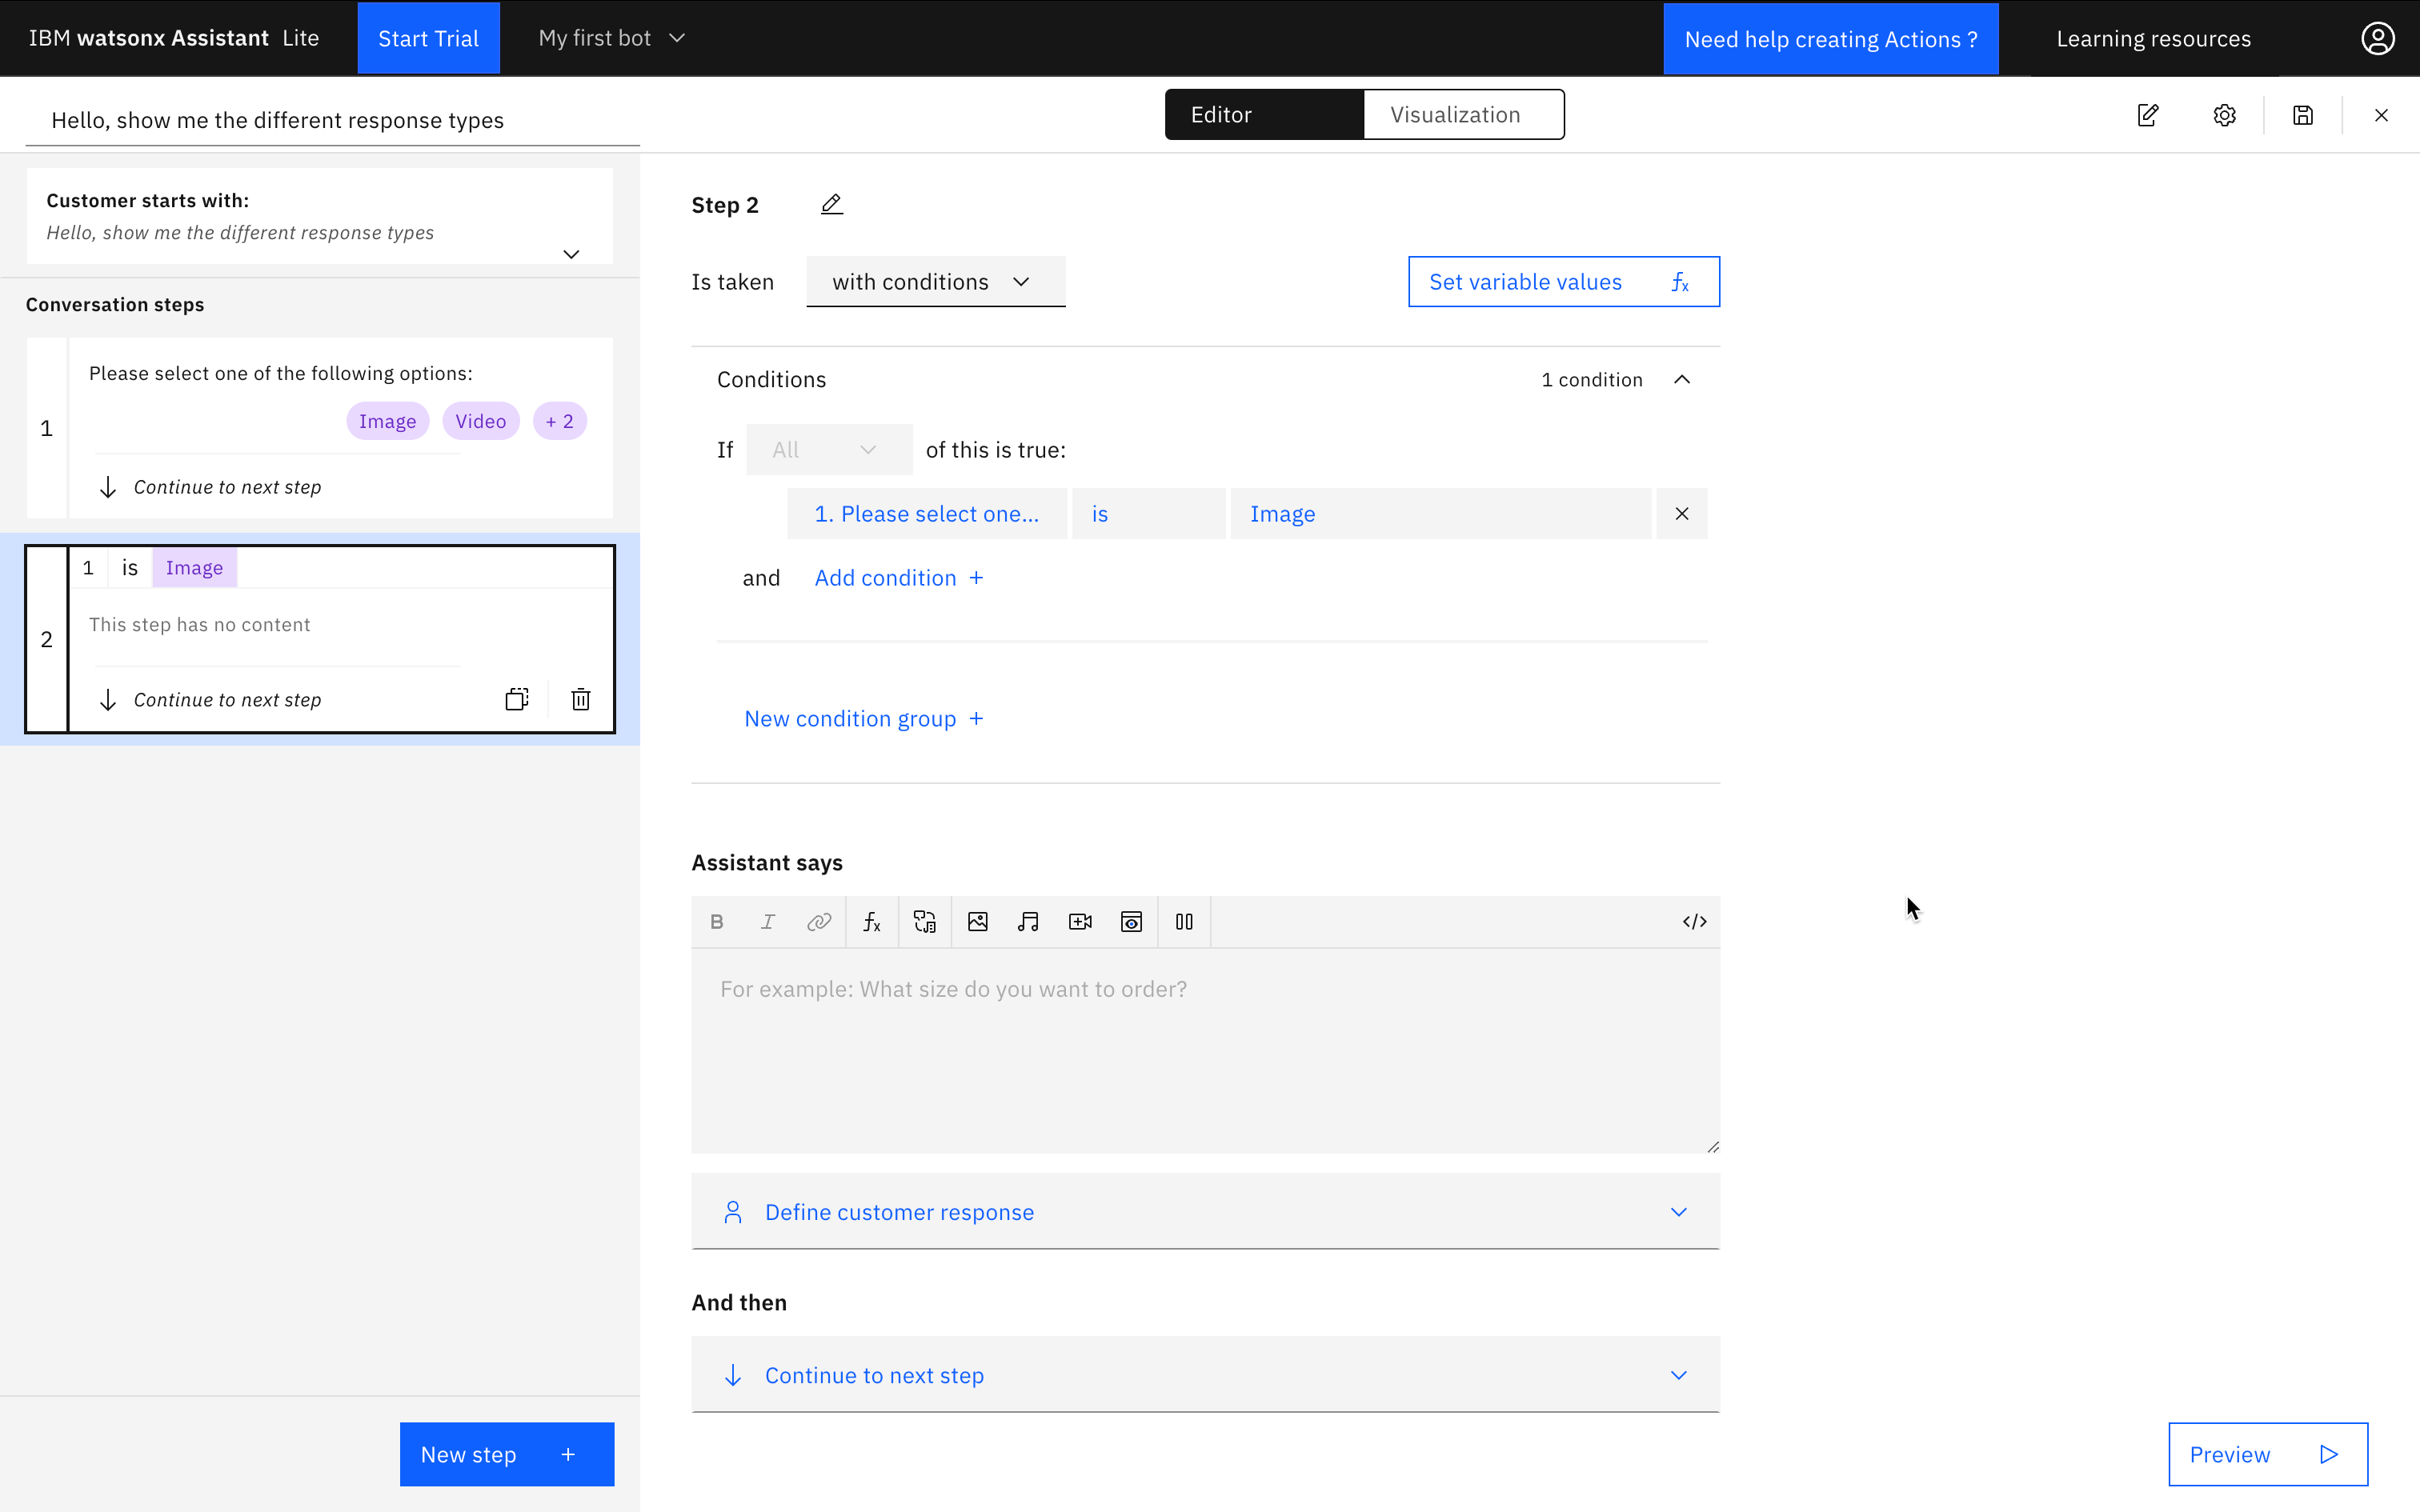 IBM watsonx Assistant Lite
Start Trial
My first bot
Need help creating Actions ?
Learning resources
Hello, show me the different response types
Editor
Visualization
Customer starts with:
Hello, show me the different response types
Conversation steps
1
Please select one of the following options:
Image
Video
+ 2
Continue to next step
2
1 is Image
This step has no content
Continue to next step
New step +
Step 2
Is taken
with conditions
Set variable values fx
Conditions
1 condition
If All of this is true:
1. Please select one...
is
Image
and
Add condition +
New condition group +
Assistant says
B I fx </>
For example: What size do you want to order?
Define customer response
And then
Continue to next step
Preview